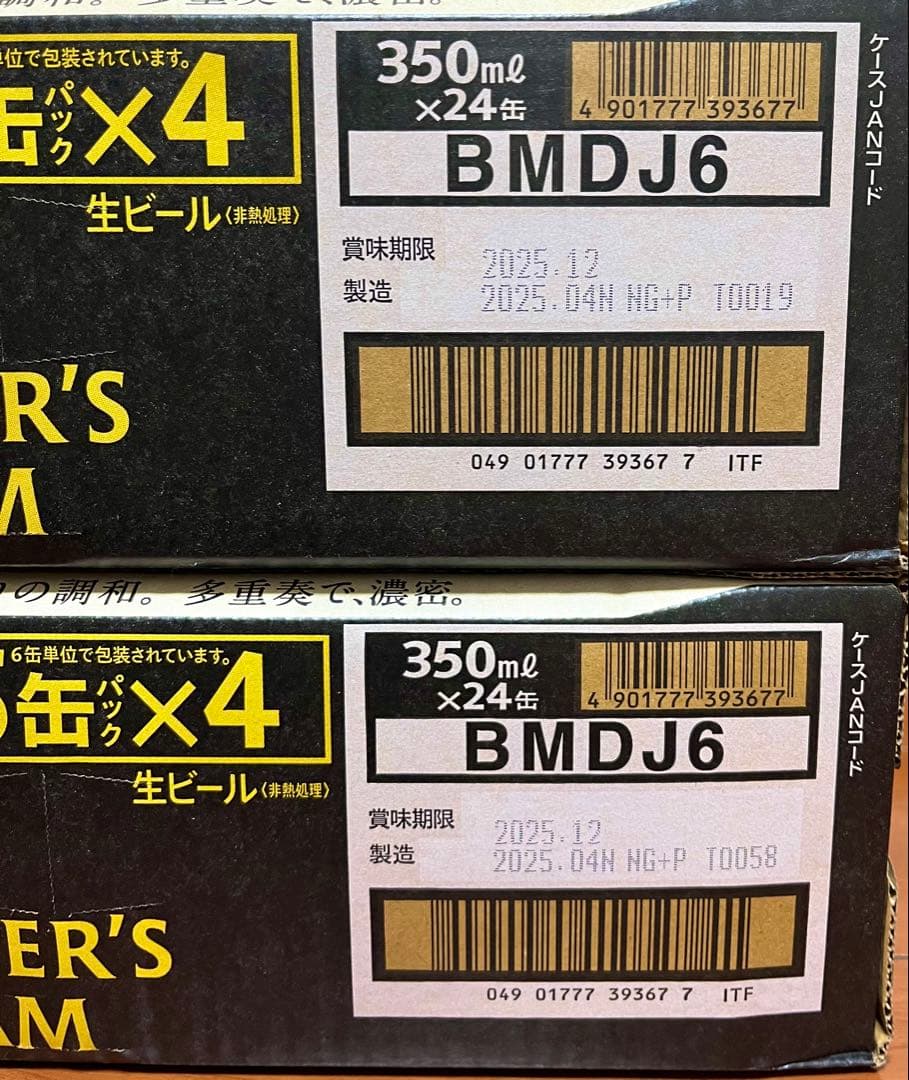 調和。多重奏で、濃密。
単位で包装されています。
缶パック×4
生ビール〈非熱処理〉
R'S
M
350mℓ
×24缶
4 901777 393677
BMDJ6
賞味期限 2025.12
製造 2025.04N NG+P T0019
049 01777 39367 7 ITF
ケースJANコード
の調和。 多重奏で、濃密。
6缶単位で包装されています。
6缶パック×4
生ビール〈非熱処理〉
ER'S
AM
350mℓ
×24缶
4 901777 393677
BMDJ6
賞味期限 2025.12
製造 2025.04N NG+P T0058
049 01777 39367 7 ITF
ケースJANコード